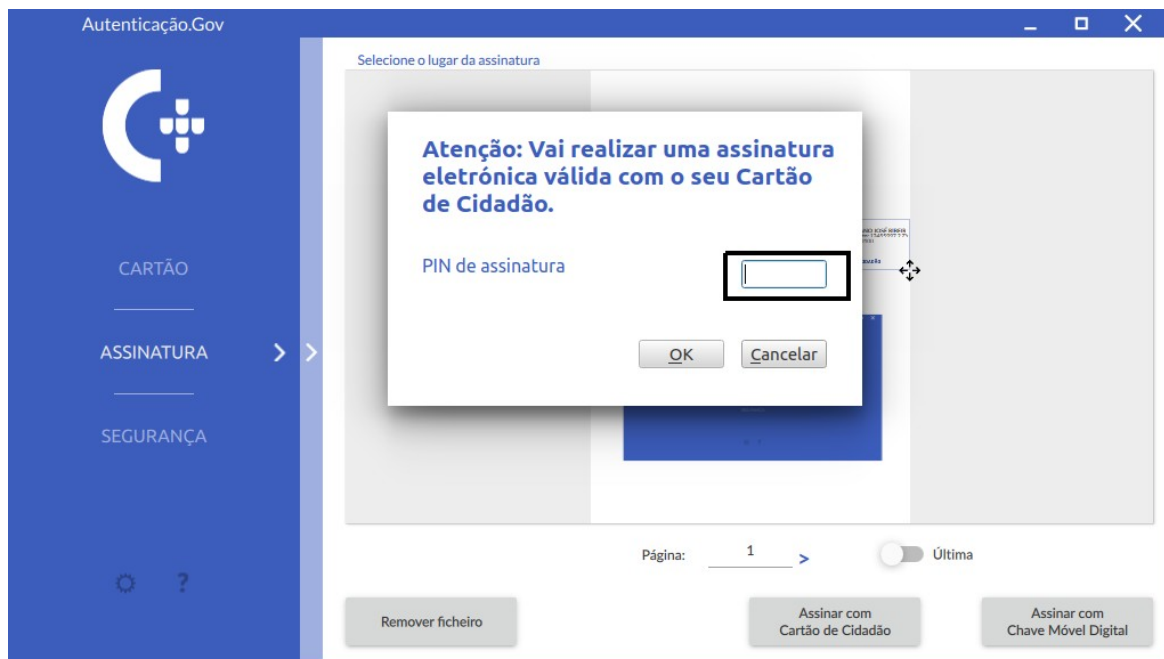 Autenticação.Gov
Selecione o lugar da assinatura
Atenção: Vai realizar uma assinatura
eletrónica válida com o seu Cartão
de Cidadão.
PIN de assinatura
OK
Cancelar
CARTÃO
ASSINATURA
SEGURANÇA
?
Página:
1
>
Última
Remover ficheiro
Assinar com
Cartão de Cidadão
Assinar com
Chave Móvel Digital